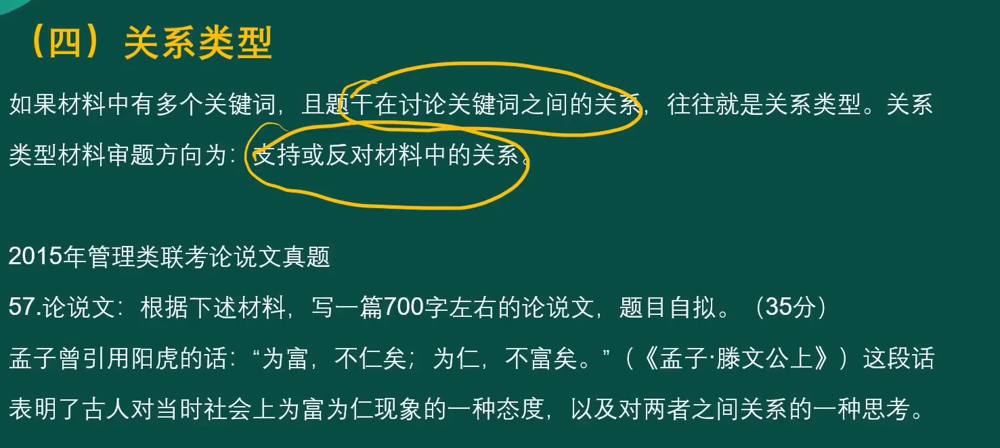 （四）关系类型
如果材料中有多个关键词，且题干在讨论关键词之间的关系，往往就是关系类型。关系
类型材料审题方向为：支持或反对材料中的关系。
2015年管理类联考论说文真题
57.论说文：根据下述材料，写一篇700字左右的论说文，题目自拟。（35分）
孟子曾引用阳虎的话：“为富，不仁矣；为仁，不富矣。”（《孟子·滕文公上》）这段话
表明了古人对当时社会上为富为仁现象的一种态度，以及对两者之间关系的一种思考。